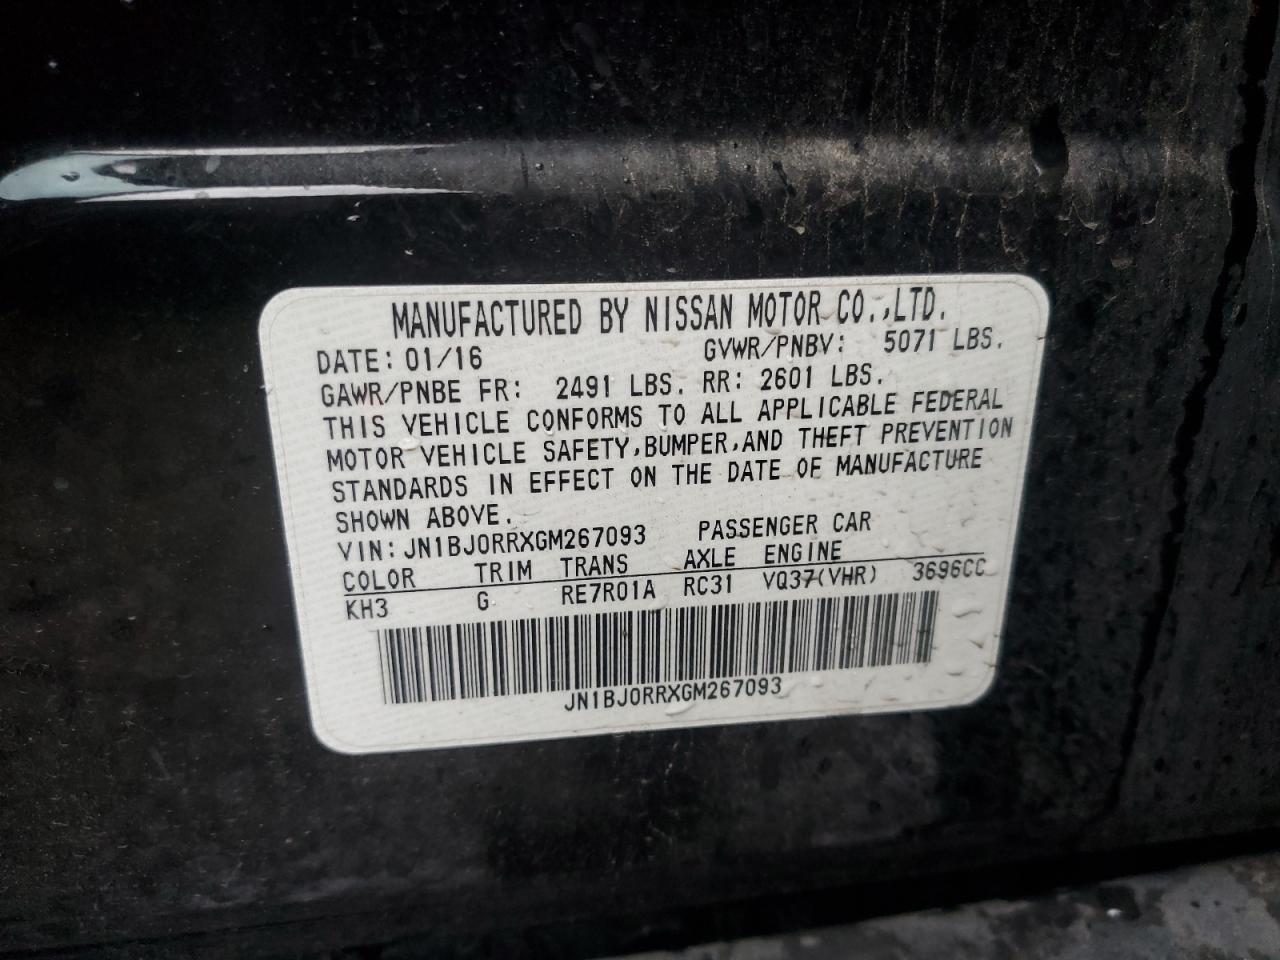 MANUFACTURED BY NISSAN MOTOR CO.,LTD.
DATE: 01/16 GVWR/PNBV: 5071 LBS.
GAWR/PNBE FR: 2491 LBS. RR: 2601 LBS.
THIS VEHICLE CONFORMS TO ALL APPLICABLE FEDERAL
MOTOR VEHICLE SAFETY,BUMPER,AND THEFT PREVENTION
STANDARDS IN EFFECT ON THE DATE OF MANUFACTURE
SHOWN ABOVE.
VIN: JN1BJ0RRXGM267093 PASSENGER CAR
COLOR TRIM TRANS AXLE ENGINE
KH3 G RE7R01A RC31 VQ37(VHR) 3696CC
JN1BJ0RRXGM267093